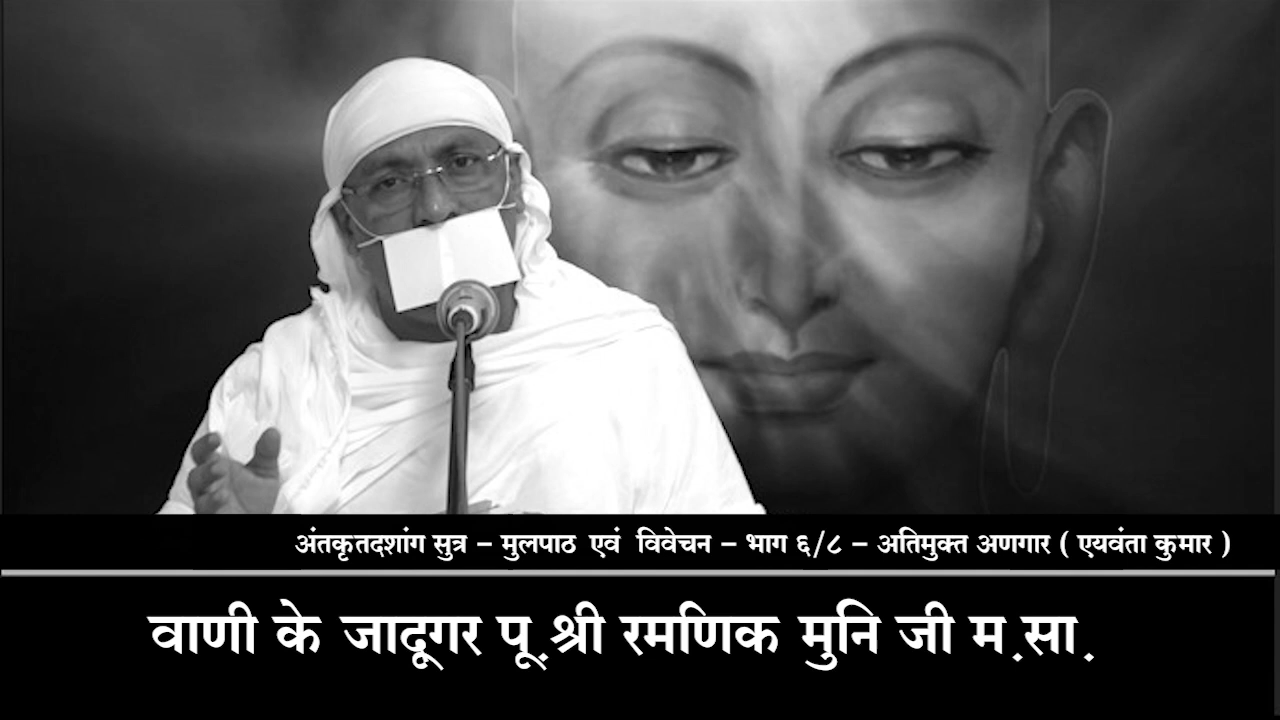 अंतकृतदशांग सुत्र – मुलपाठ एवं विवेचन – भाग ६/८ – अतिमुक्त अणगार ( एयवंता कुमार )
वाणी के जादूगर पू.श्री रमणिक मुनि जी म.सा.